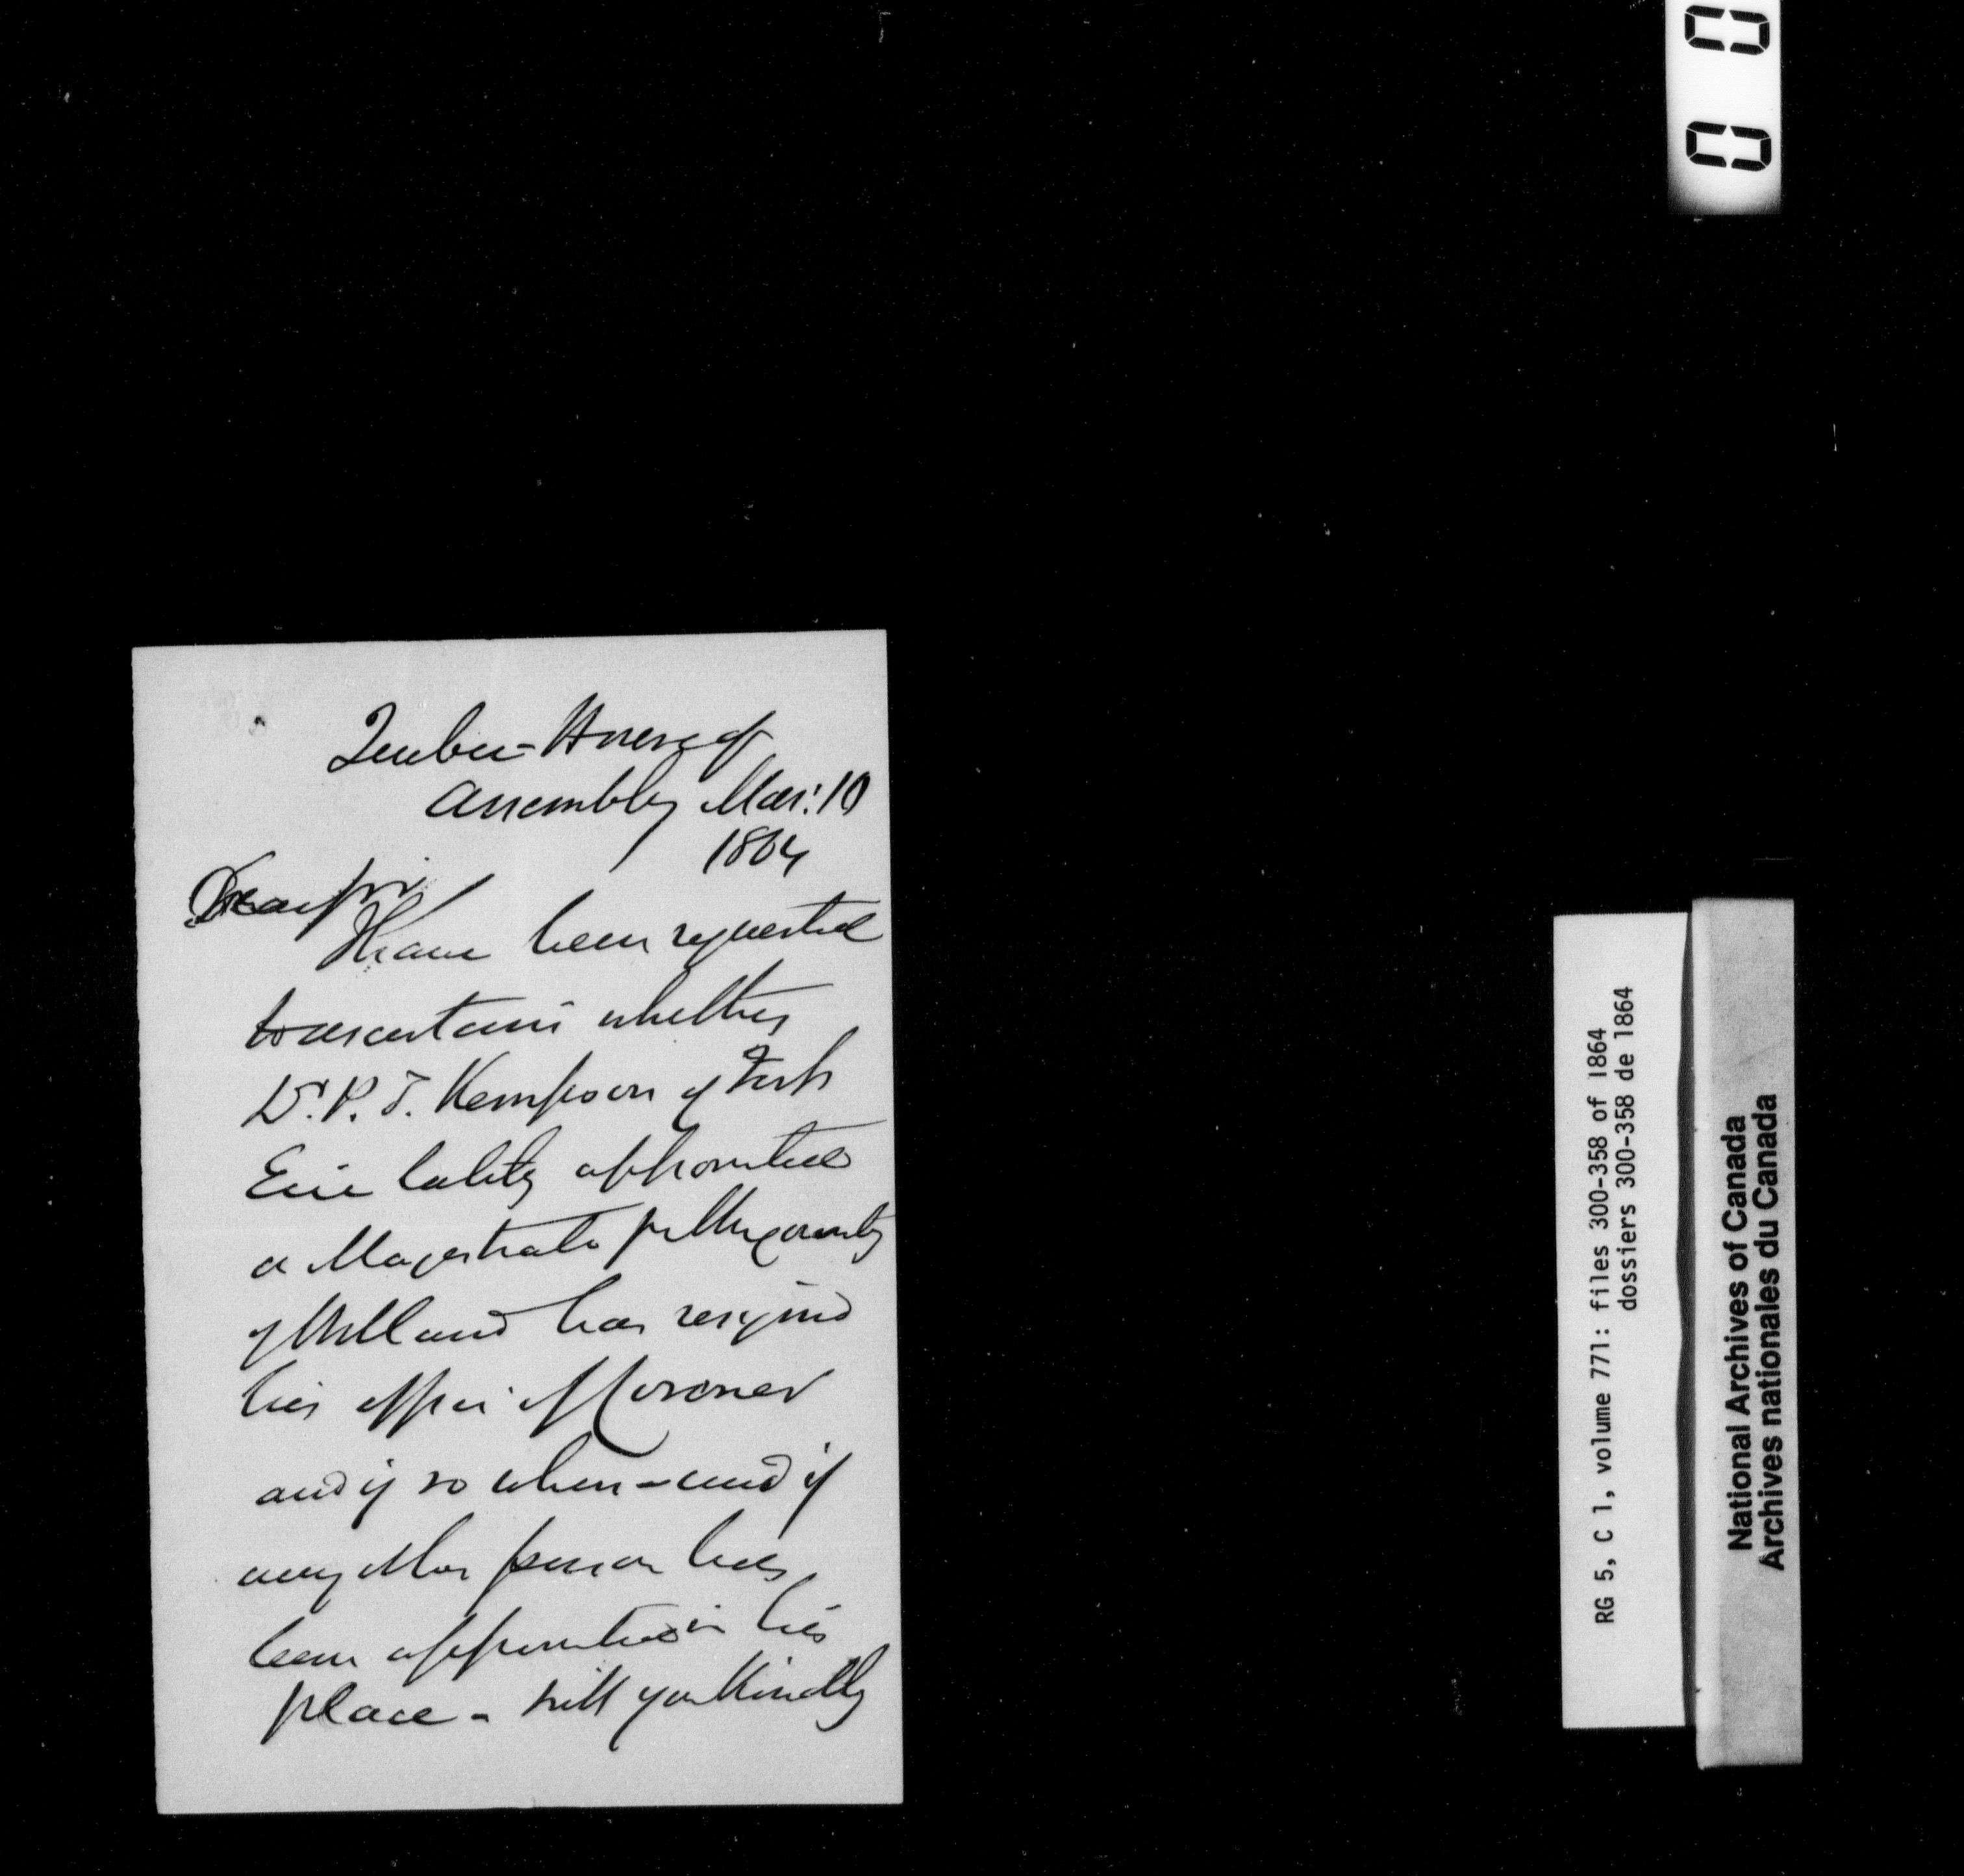 Quebec - House of
Assembly Mar: 10
1864
Dear Sir
I have been requested
to ascertain whether
Dr. P. T. Kempson of Fort
Erie lately appointed
a Magistrate for the county
of Welland has resigned
his office of Coroner
and if so when - and if
any other person has
been appointed in his
place - will you kindly
RG 5, C 1, volume 771: files 300-358 of 1864
dossiers 300-358 de 1864
National Archives of Canada
Archives nationales du Canada
0 0